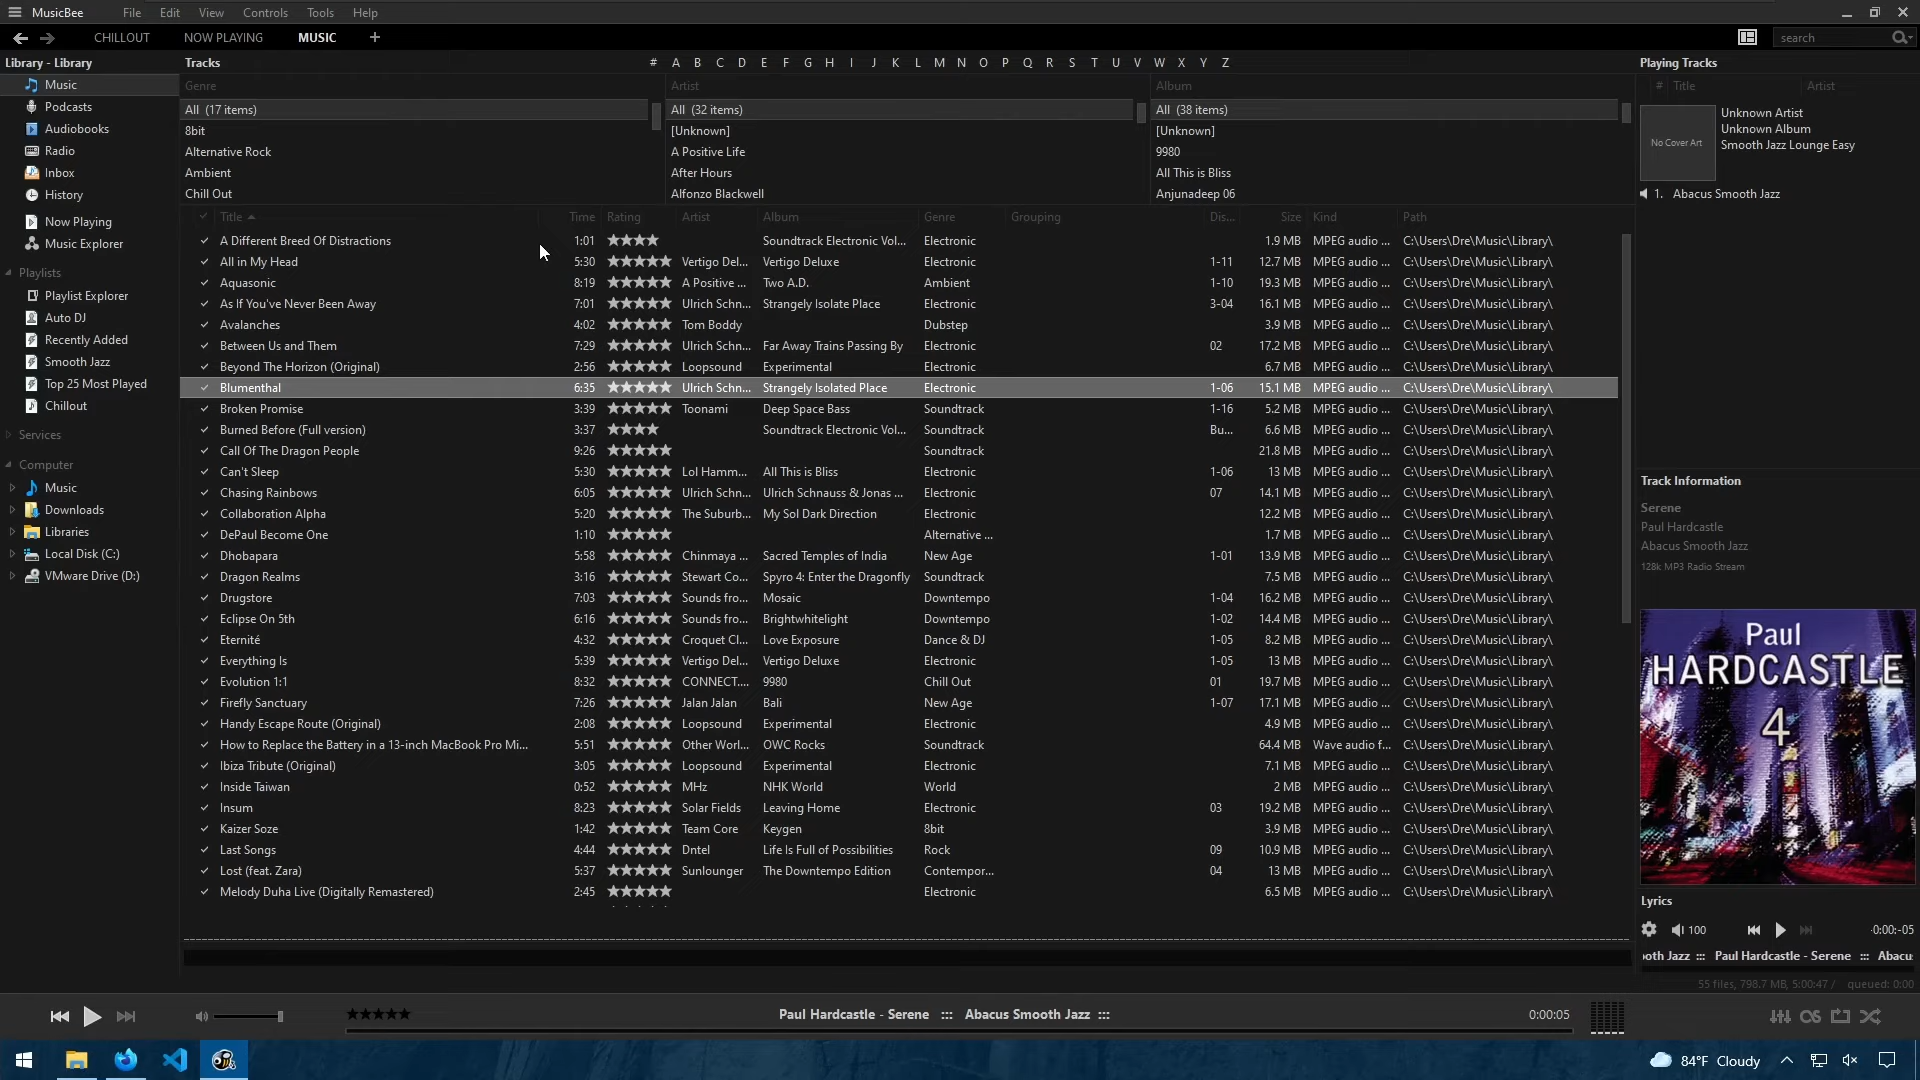 MusicBee File Edit View Controls Tools Help
CHILLOUT NOW PLAYING MUSIC + search
Library - Library
Music
Podcasts
Audiobooks
Radio
Inbox
History
Now Playing
Music Explorer
Playlists
Playlist Explorer
Auto DJ
Recently Added
Smooth Jazz
Top 25 Most Played
Chillout
Services
Computer
Music
Downloads
Libraries
Local Disk (C:)
VMware Drive (D:)
Tracks # A B C D E F G H I J K L M N O P Q R S T U V W X Y Z
Genre Artist Album
All (17 items) All (32 items) All (38 items)
8bit [Unknown] [Unknown]
Alternative Rock A Positive Life 9980
Ambient After Hours All This is Bliss
Chill Out Alfonzo Blackwell Anjunadeep 06
Title Time Rating Artist Album Genre Grouping Dis... Size Kind Path
A Different Breed Of Distractions 1:01 ★★★★ Soundtrack Electronic Vol... Electronic 1.9 MB MPEG audio ... C:\Users\Dre\Music\Library\
All in My Head 5:30 ★★★★★ Vertigo Del... Vertigo Deluxe Electronic 1-11 12.7 MB MPEG audio ... C:\Users\Dre\Music\Library\
Aquasonic 8:19 ★★★★★ A Positive ... Two A.D. Ambient 1-10 19.3 MB MPEG audio ... C:\Users\Dre\Music\Library\
As If You've Never Been Away 7:01 ★★★★★ Ulrich Schn... Strangely Isolate Place Electronic 3-04 16.1 MB MPEG audio ... C:\Users\Dre\Music\Library\
Avalanches 4:02 ★★★★★ Tom Boddy Dubstep 3.9 MB MPEG audio ... C:\Users\Dre\Music\Library\
Between Us and Them 7:29 ★★★★★ Ulrich Schn... Far Away Trains Passing By Electronic 02 17.2 MB MPEG audio ... C:\Users\Dre\Music\Library\
Beyond The Horizon (Original) 2:56 ★★★★★ Loopsound Experimental Electronic 6.7 MB MPEG audio ... C:\Users\Dre\Music\Library\
Blumenthal 6:35 ★★★★★ Ulrich Schn... Strangely Isolated Place Electronic 1-06 15.1 MB MPEG audio ... C:\Users\Dre\Music\Library\
Broken Promise 3:39 ★★★★★ Toonami Deep Space Bass Soundtrack 1-16 5.2 MB MPEG audio ... C:\Users\Dre\Music\Library\
Burned Before (Full version) 3:37 ★★★★ Soundtrack Electronic Vol... Soundtrack Bu... 6.6 MB MPEG audio ... C:\Users\Dre\Music\Library\
Call Of The Dragon People 9:26 ★★★★★ Soundtrack 21.8 MB MPEG audio ... C:\Users\Dre\Music\Library\
Can't Sleep 5:30 ★★★★★ Lol Hamm... All This is Bliss Electronic 1-06 13 MB MPEG audio ... C:\Users\Dre\Music\Library\
Chasing Rainbows 6:05 ★★★★★ Ulrich Schn... Ulrich Schnauss & Jonas ... Electronic 07 14.1 MB MPEG audio ... C:\Users\Dre\Music\Library\
Collaboration Alpha 5:20 ★★★★★ The Suburb... My Sol Dark Direction Electronic 12.2 MB MPEG audio ... C:\Users\Dre\Music\Library\
DePaul Become One 1:10 ★★★★★ Alternative ... 1.7 MB MPEG audio ... C:\Users\Dre\Music\Library\
Dhobapara 5:58 ★★★★★ Chinmaya ... Sacred Temples of India New Age 1-01 13.9 MB MPEG audio ... C:\Users\Dre\Music\Library\
Dragon Realms 3:16 ★★★★★ Stewart Co... Spyro 4: Enter the Dragonfly Soundtrack 7.5 MB MPEG audio ... C:\Users\Dre\Music\Library\
Drugstore 7:03 ★★★★★ Sounds fro... Mosaic Downtempo 1-04 16.2 MB MPEG audio ... C:\Users\Dre\Music\Library\
Eclipse On 5th 6:16 ★★★★★ Sounds fro... Brightwhitelight Downtempo 1-02 14.4 MB MPEG audio ... C:\Users\Dre\Music\Library\
Eternité 4:32 ★★★★★ Croquet Cl... Love Exposure Dance & DJ 1-05 8.2 MB MPEG audio ... C:\Users\Dre\Music\Library\
Everything Is 5:39 ★★★★★ Vertigo Del... Vertigo Deluxe Electronic 1-05 13 MB MPEG audio ... C:\Users\Dre\Music\Library\
Evolution 1:1 8:32 ★★★★★ CONNECT.... 9980 Chill Out 01 19.7 MB MPEG audio ... C:\Users\Dre\Music\Library\
Firefly Sanctuary 7:26 ★★★★★ Jalan Jalan Bali New Age 1-07 17.1 MB MPEG audio ... C:\Users\Dre\Music\Library\
Handy Escape Route (Original) 2:08 ★★★★★ Loopsound Experimental Electronic 4.9 MB MPEG audio ... C:\Users\Dre\Music\Library\
How to Replace the Battery in a 13-inch MacBook Pro Mi... 5:51 ★★★★★ Other Worl... OWC Rocks Soundtrack 64.4 MB Wave audio f... C:\Users\Dre\Music\Library\
Ibiza Tribute (Original) 3:05 ★★★★★ Loopsound Experimental Electronic 7.1 MB MPEG audio ... C:\Users\Dre\Music\Library\
Inside Taiwan 0:52 ★★★★★ MHz NHK World World 2 MB MPEG audio ... C:\Users\Dre\Music\Library\
Insum 8:23 ★★★★★ Solar Fields Leaving Home Electronic 03 19.2 MB MPEG audio ... C:\Users\Dre\Music\Library\
Kaizer Soze 1:42 ★★★★★ Team Core Keygen 8bit 3.9 MB MPEG audio ... C:\Users\Dre\Music\Library\
Last Songs 4:44 ★★★★★ Dntel Life Is Full of Possibilities Rock 09 10.9 MB MPEG audio ... C:\Users\Dre\Music\Library\
Lost (feat. Zara) 5:37 ★★★★★ Sunlounger The Downtempo Edition Contempor... 04 13 MB MPEG audio ... C:\Users\Dre\Music\Library\
Melody Duha Live (Digitally Remastered) 2:45 ★★★★★ Electronic 6.5 MB MPEG audio ... C:\Users\Dre\Music\Library\
Playing Tracks
# Title Artist
No Cover Art
Unknown Artist
Unknown Album
Smooth Jazz Lounge Easy
1. Abacus Smooth Jazz
Track Information
Serene
Paul Hardcastle
Abacus Smooth Jazz
128k MP3 Radio Stream
Paul
HARDCASTLE
4
Lyrics
100 -0:00:-05
oth Jazz ::: Paul Hardcastle - Serene ::: Abacu
55 files, 798.7 MB, 5:00:47 / queued: 0:00
★★★★★ Paul Hardcastle - Serene ::: Abacus Smooth Jazz ::: 0:00:05
84°F Cloudy